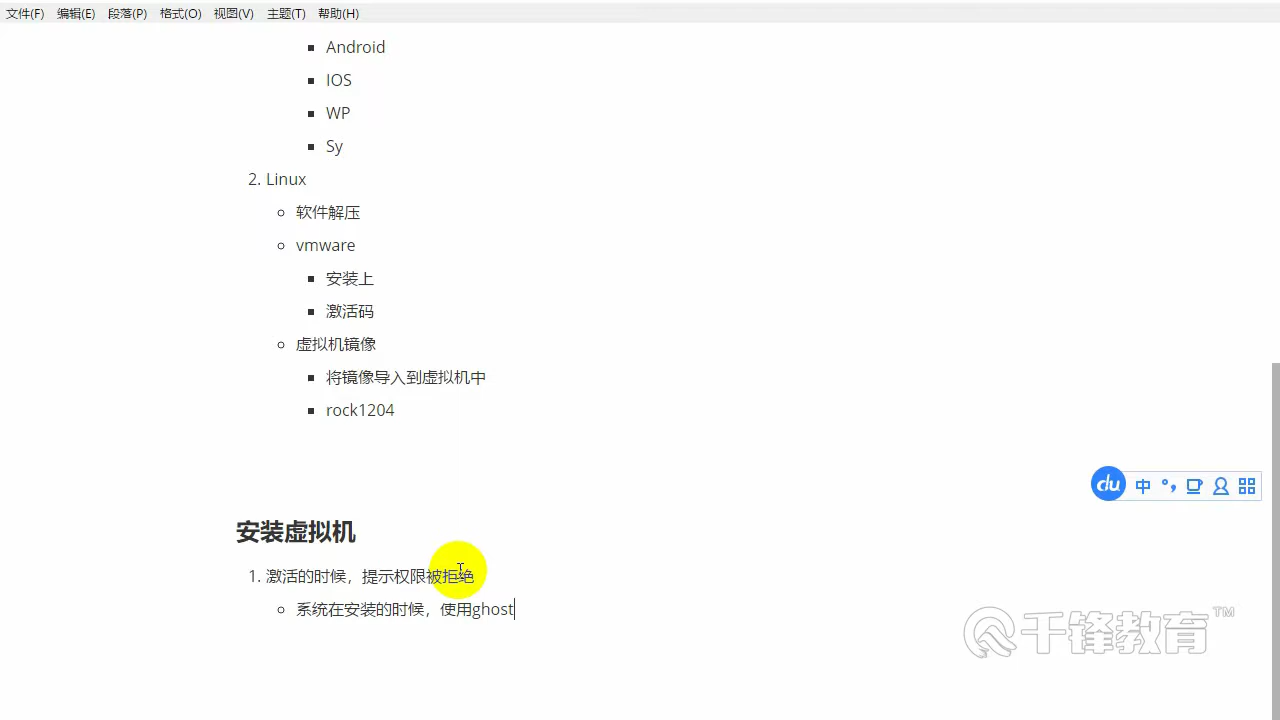 文件(F) 编辑(E) 段落(P) 格式(O) 视图(V) 主题(T) 帮助(H)
Android
IOS
WP
Sy
2. Linux
软件解压
vmware
安装上
激活码
虚拟机镜像
将镜像导入到虚拟机中
rock1204
du 中 °,
安装虚拟机
1. 激活的时候，提示权限被拒绝
系统在安装的时候，使用ghost
千锋教育™